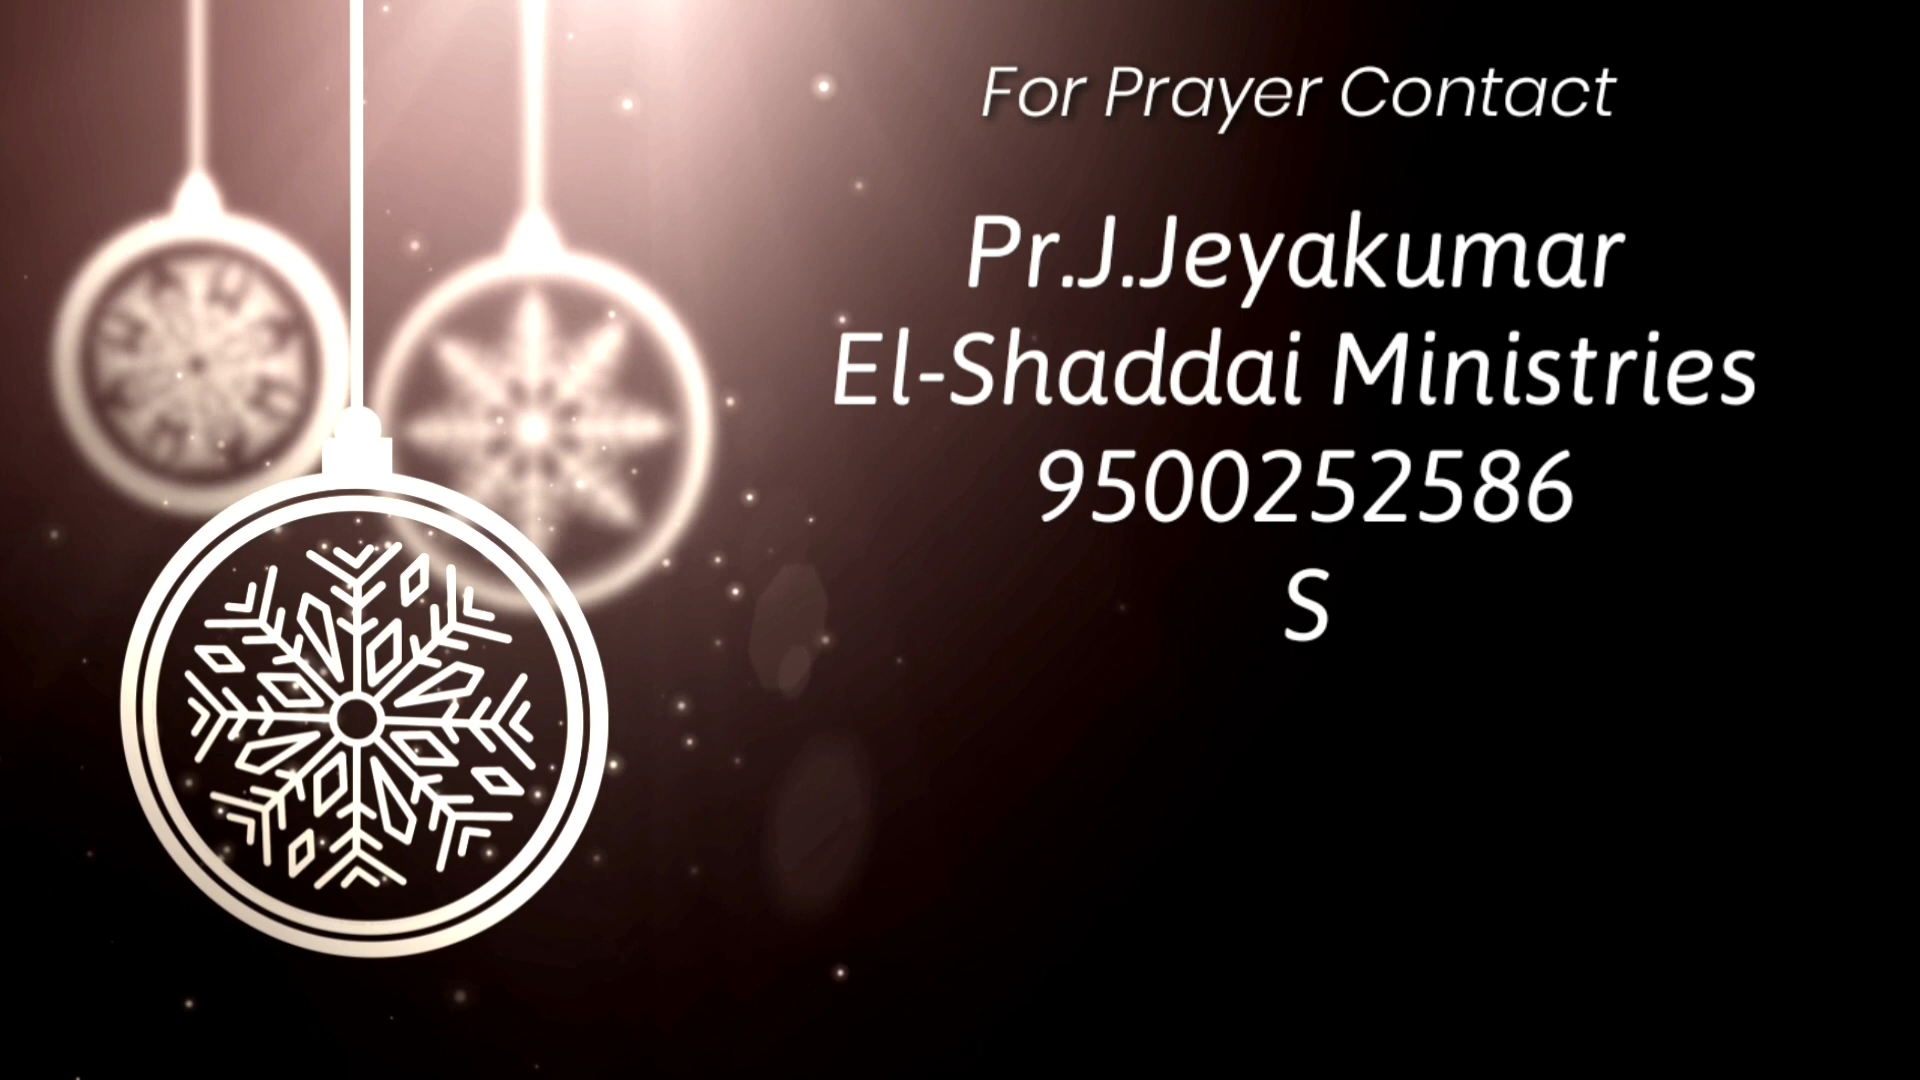 For Prayer Contact
Pr.J.Jeyakumar
El-Shaddai Ministries
9500252586
S